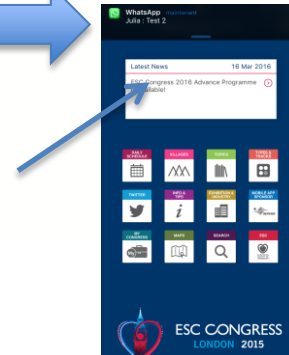 WhatsApp maintenant
Julia : Test 2
Latest News 16 Mar 2016
ESC Congress 2016 Advance Programme
available!
DAILY SCHEDULE
VILLAGES
TOPICS
TYPES & TRACKS
TWITTER
INFO & TIPS
EXHIBITION & INDUSTRY
MOBILE APP SPONSOR
MY CONGRESS
MAPS
SEARCH
ESC
ESC CONGRESS
LONDON 2015